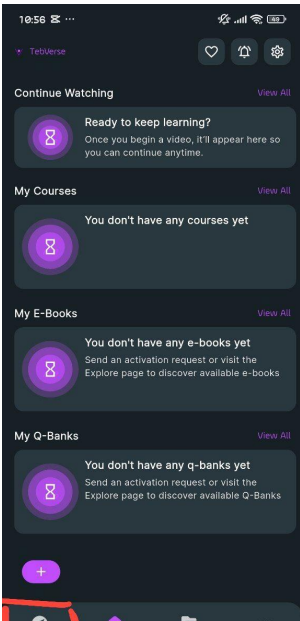 10:56
49
TebVerse
Continue Watching
View All
Ready to keep learning?
Once you begin a video, it'll appear here so
you can continue anytime.
My Courses
View All
You don't have any courses yet
My E-Books
View All
You don't have any e-books yet
Send an activation request or visit the
Explore page to discover available e-books
My Q-Banks
View All
You don't have any q-banks yet
Send an activation request or visit the
Explore page to discover available Q-Banks
+